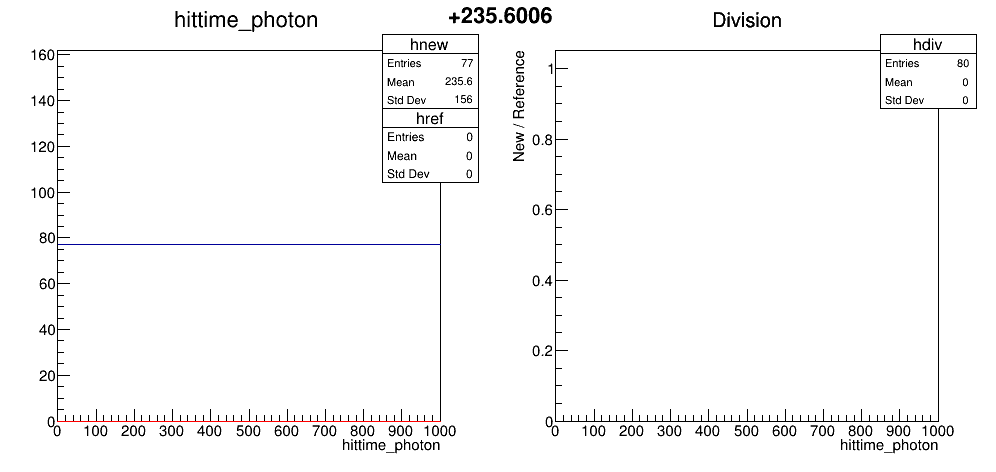 +235.6006
hittime_photon
hnew
Entries 77
Mean 235.6
Std Dev 156
href
Entries 0
Mean 0
Std Dev 0
160
140
120
100
80
60
40
20
0
0 100 200 300 400 500 600 700 800 900 1000
hittime_photon
Division
hdiv
Entries 80
Mean 0
Std Dev 0
New / Reference
1
0.8
0.6
0.4
0.2
0
0 100 200 300 400 500 600 700 800 900 1000
hittime_photon